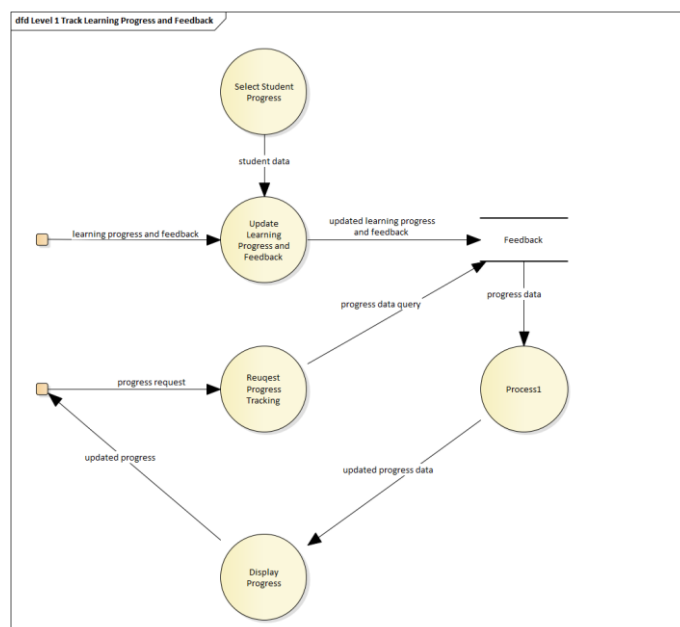 dfd Level 1 Track Learning Progress and Feedback
Select Student
Progress
student data
learning progress and feedback
Update
Learning
Progress and
Feedback
updated learning progress
and feedback
Feedback
progress data query
progress data
progress request
Reuqest
Progress
Tracking
Process1
updated progress
updated progress data
Display
Progress